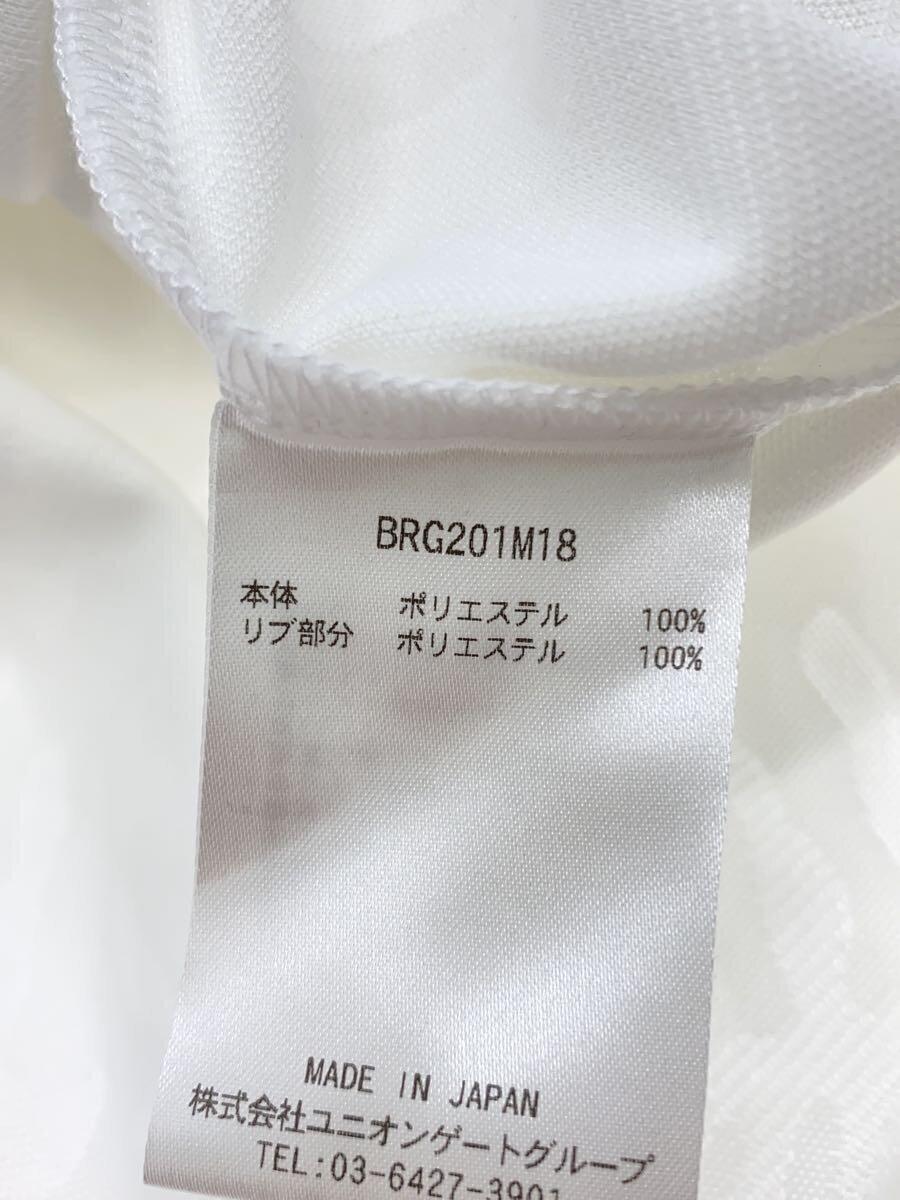 BRG201M18
本体 ポリエステル 100%
リブ部分 ポリエステル 100%
MADE IN JAPAN
株式会社ユニオンゲートグループ
TEL:03-6427-3901